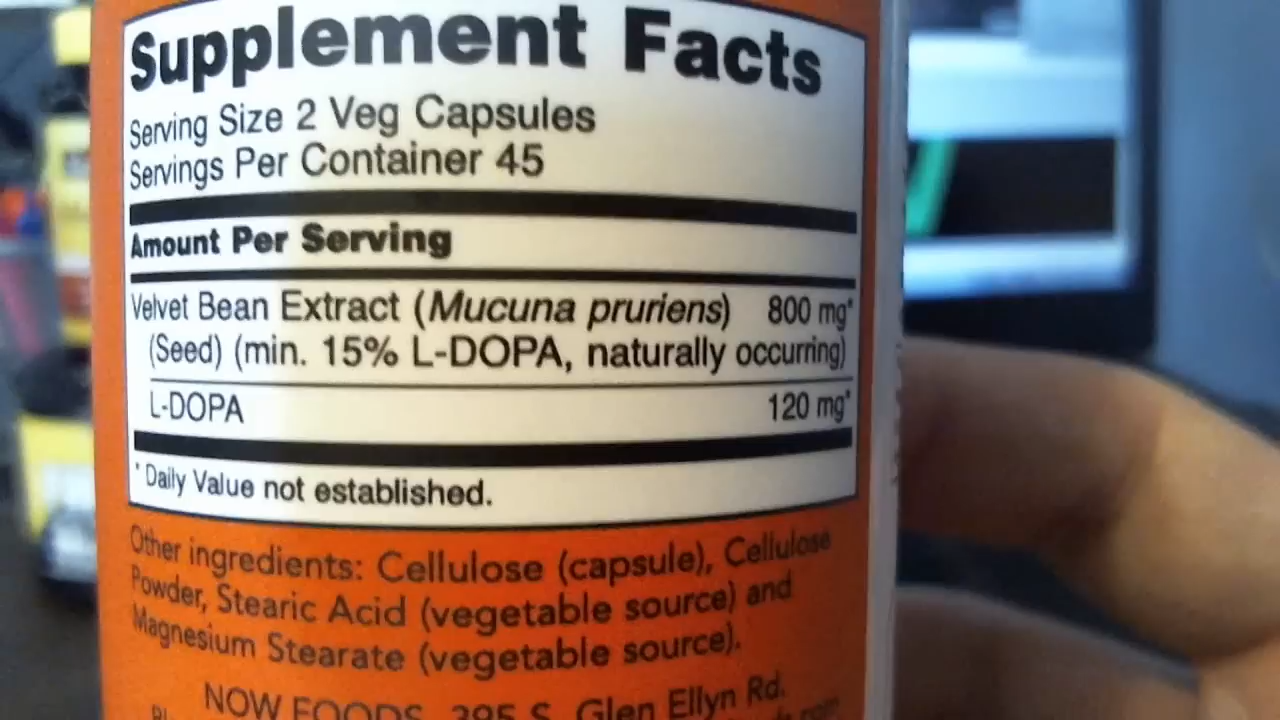 Supplement Facts
Serving Size 2 Veg Capsules
Servings Per Container 45
Amount Per Serving
Velvet Bean Extract (Mucuna pruriens) 800 mg*
(Seed) (min. 15% L-DOPA, naturally occurring)
L-DOPA 120 mg*
* Daily Value not established.
Other ingredients: Cellulose (capsule), Cellulose
Powder, Stearic Acid (vegetable source) and
Magnesium Stearate (vegetable source).
NOW FOODS, 395 S. Glen Ellyn Rd.